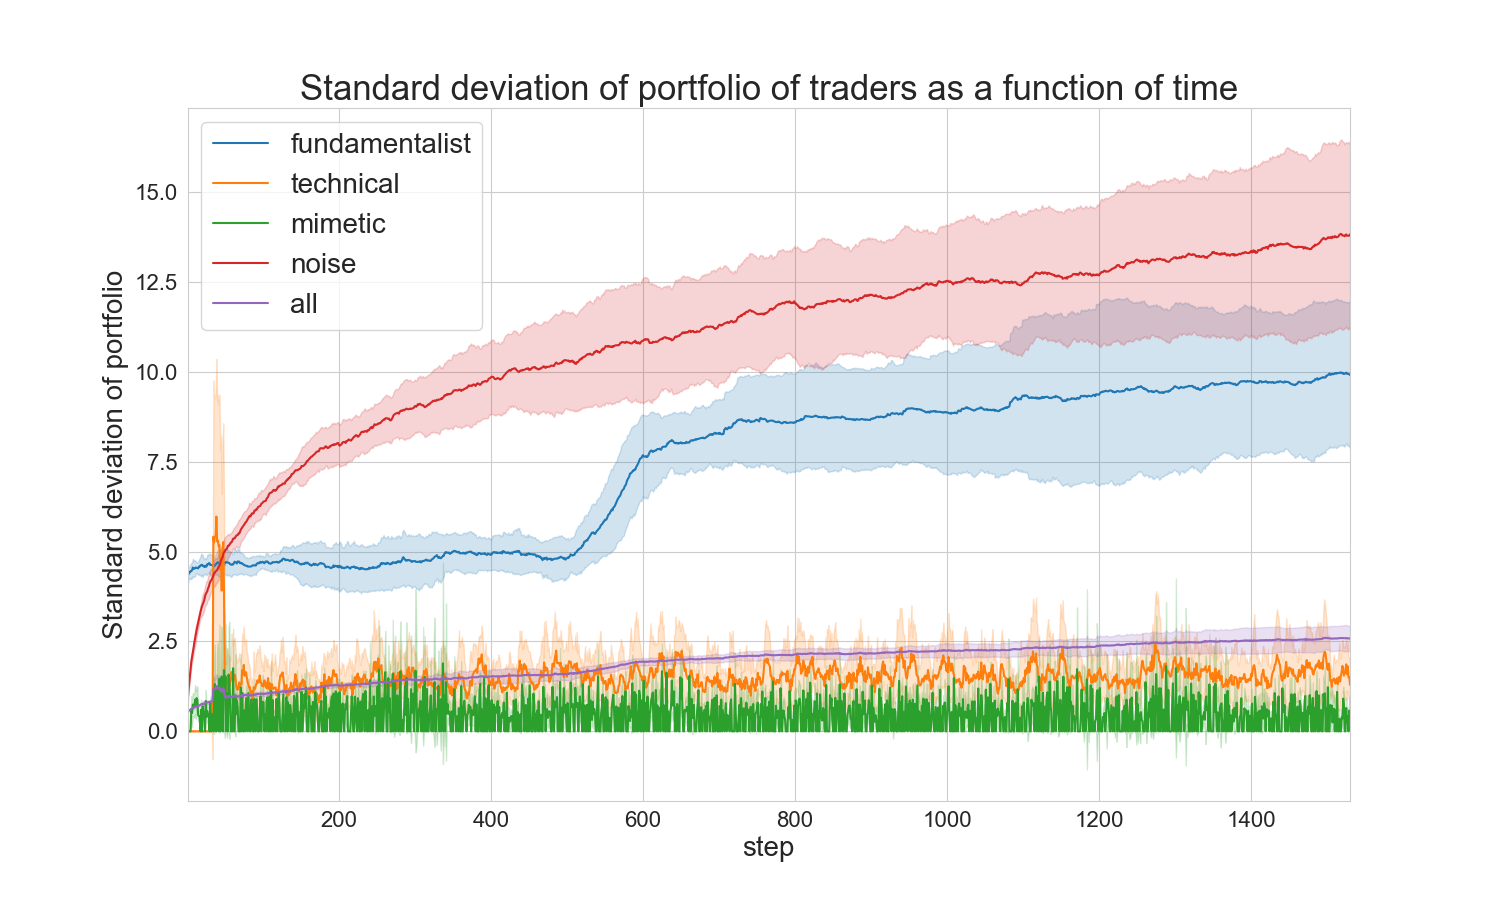 Standard deviation of portfolio of traders as a function of time
fundamentalist
technical
mimetic
noise
all
Standard deviation of portfolio
15.0
12.5
10.0
7.5
5.0
2.5
0.0
200 400 600 800 1000 1200 1400
step